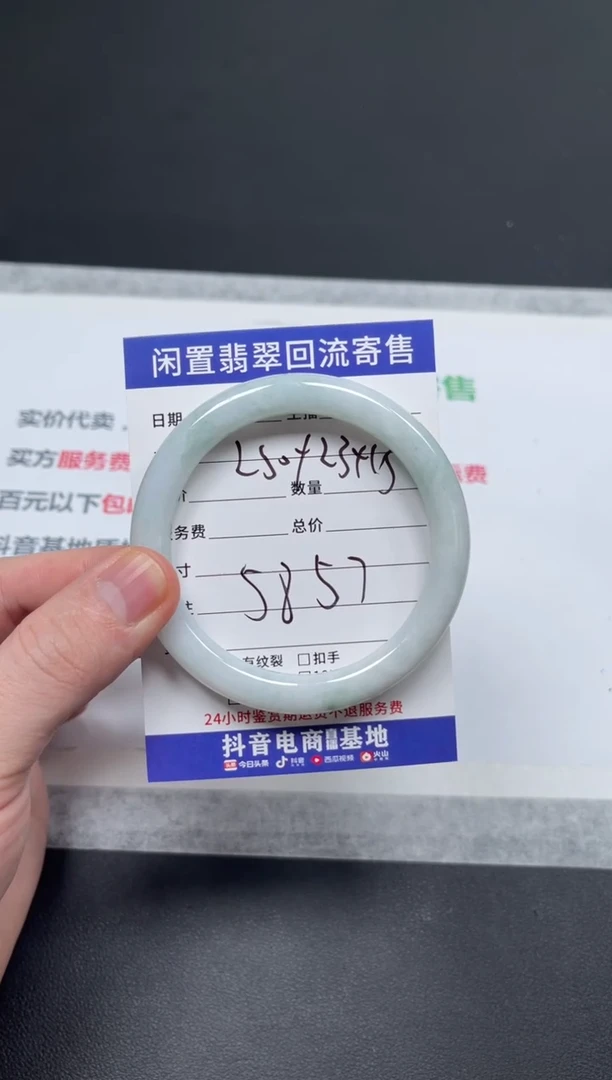 闲置翡翠回流寄售
售
实价代卖
日期
买方服务费
费
数量
百元以下包
务费 总价
抖音基地
寸
5857
有纹裂 □扣手
24小时鉴赏期退货不退服务费
抖音电商直播基地
今日头条 抖音 西瓜视频 火山